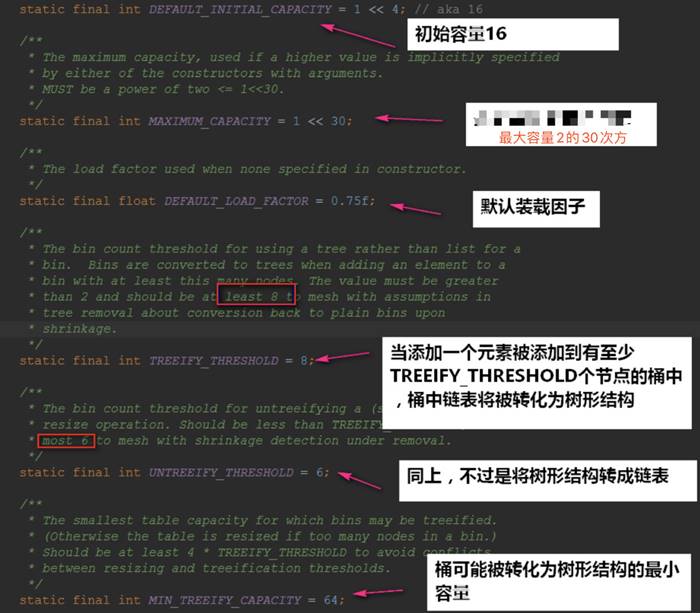 static final int DEFAULT_INITIAL_CAPACITY = 1 << 4; // aka 16
初始容量16
/**
* The maximum capacity, used if a higher value is implicitly specified
* by either of the constructors with arguments.
* MUST be a power of two <= 1<<30.
*/
static final int MAXIMUM_CAPACITY = 1 << 30;
最大容量2的30次方
/**
* The load factor used when none specified in constructor.
*/
static final float DEFAULT_LOAD_FACTOR = 0.75f;
默认装载因子
/**
* The bin count threshold for using a tree rather than list for a
* bin.  Bins are converted to trees when adding an element to a
* bin with at least this many nodes. The value must be greater
* than 2 and should be at least 8 to mesh with assumptions in
* tree removal about conversion back to plain bins upon
* shrinkage.
*/
static final int TREEIFY_THRESHOLD = 8;
当添加一个元素被添加到有至少
TREEIFY_THRESHOLD个节点的桶中
，桶中链表将被转化为树形结构
/**
* The bin count threshold for untreeifying a (s
* resize operation. Should be less than TREEIF
* most 6 to mesh with shrinkage detection under removal.
*/
static final int UNTREEIFY_THRESHOLD = 6;
同上，不过是将树形结构转成链表
/**
* The smallest table capacity for which bins may be treeified.
* (Otherwise the table is resized if too many nodes in a bin.)
* Should be at least 4 * TREEIFY_THRESHOLD to avoid conflicts
* between resizing and treeification thresholds.
*/
static final int MIN_TREEIFY_CAPACITY = 64;
桶可能被转化为树形结构的最小
容量